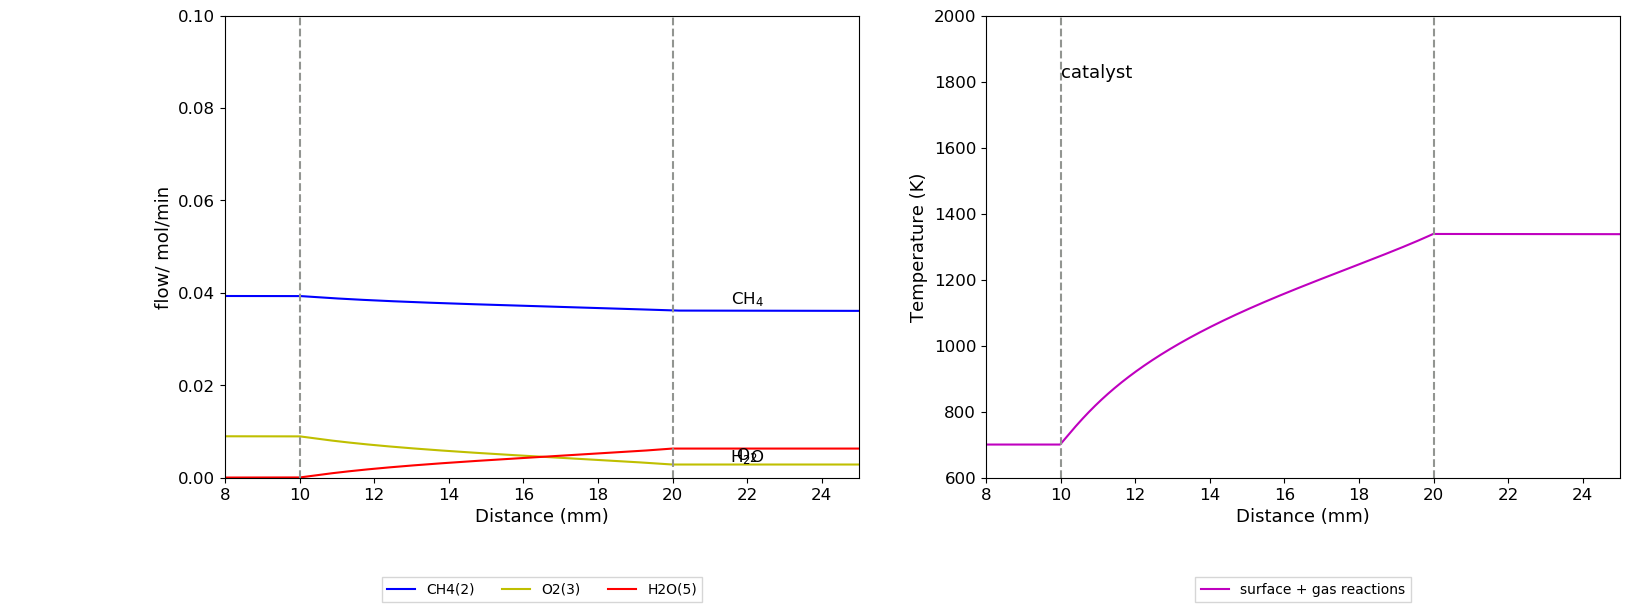 0.10
0.08
0.06
0.04
0.02
0.00
flow/ mol/min
8 10 12 14 16 18 20 22 24
Distance (mm)
CH₄
O₂
H₂O
CH4(2) O2(3) H2O(5)
2000
1800
1600
1400
1200
1000
800
600
Temperature (K)
catalyst
8 10 12 14 16 18 20 22 24
Distance (mm)
surface + gas reactions